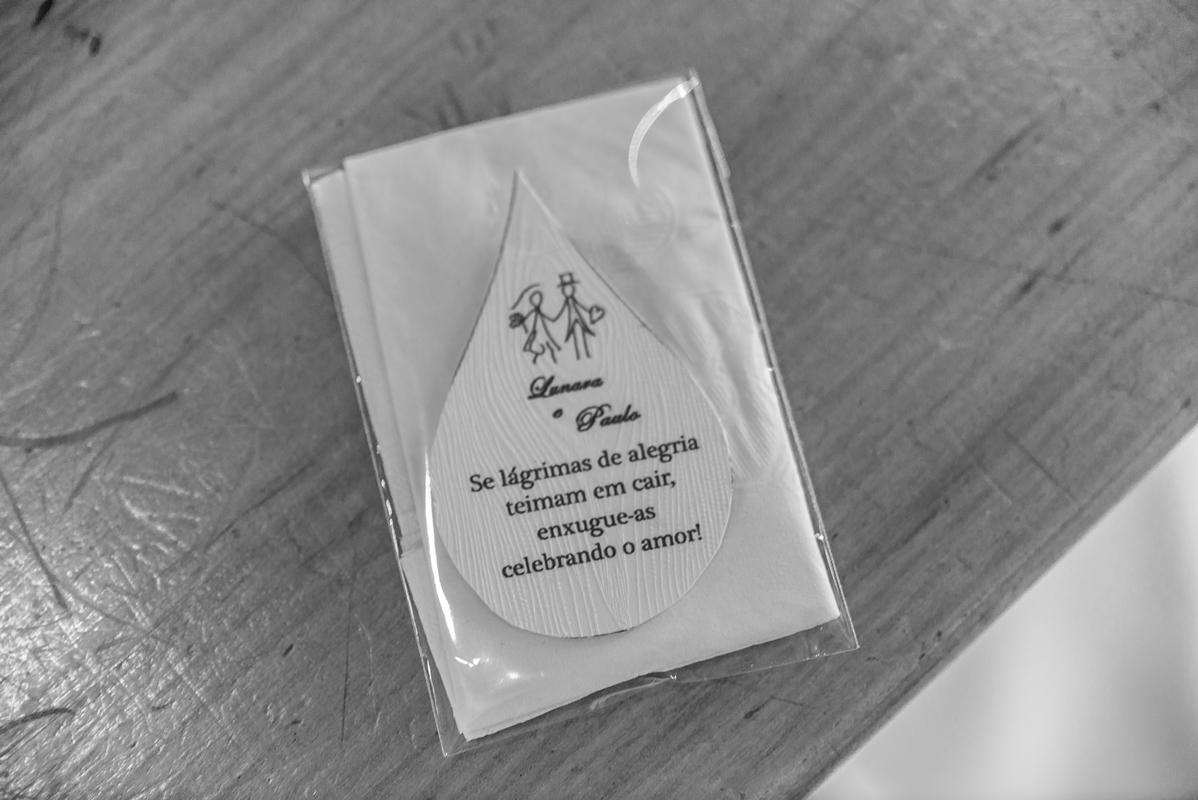 Lunara
e Paulo
Se lágrimas de alegria
teimam em cair,
enxugue-as
celebrando o amor!